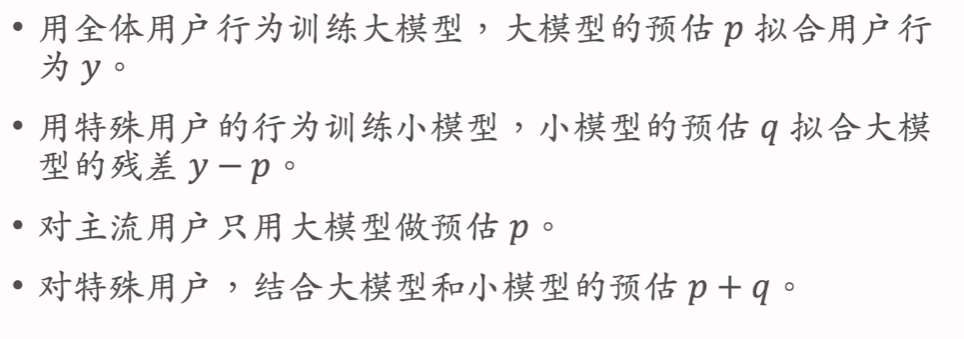 • 用全体用户行为训练大模型，大模型的预估 p 拟合用户行
为 y。
• 用特殊用户的行为训练小模型，小模型的预估 q 拟合大模
型的残差 y − p。
• 对主流用户只用大模型做预估 p。
• 对特殊用户，结合大模型和小模型的预估 p + q。